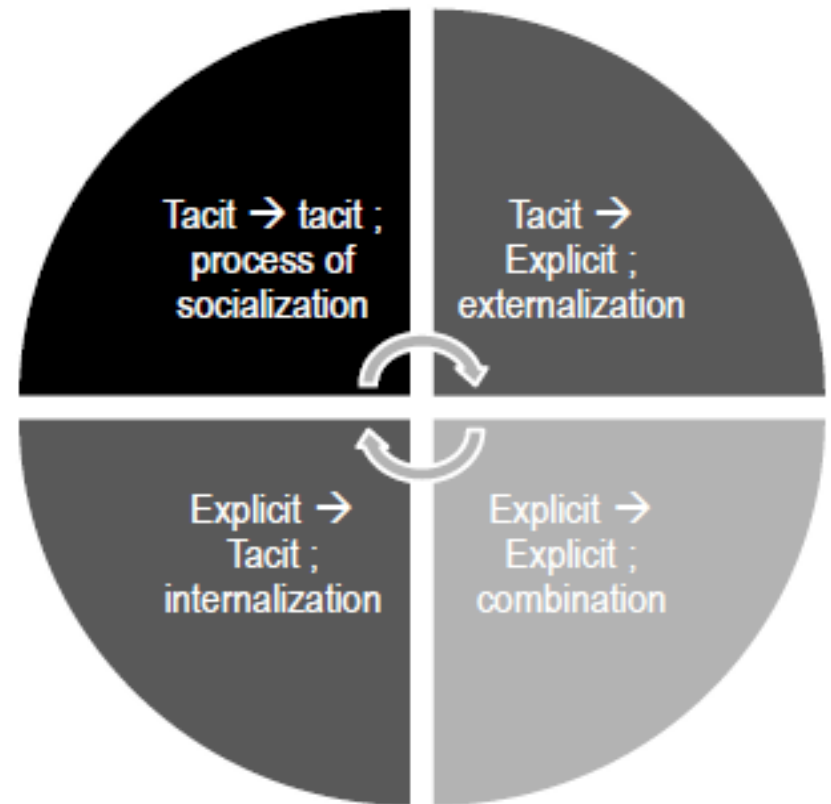 Tacit → tacit ;
process of
socialization
Tacit →
Explicit ;
externalization
Explicit →
Tacit ;
internalization
Explicit →
Explicit ;
combination